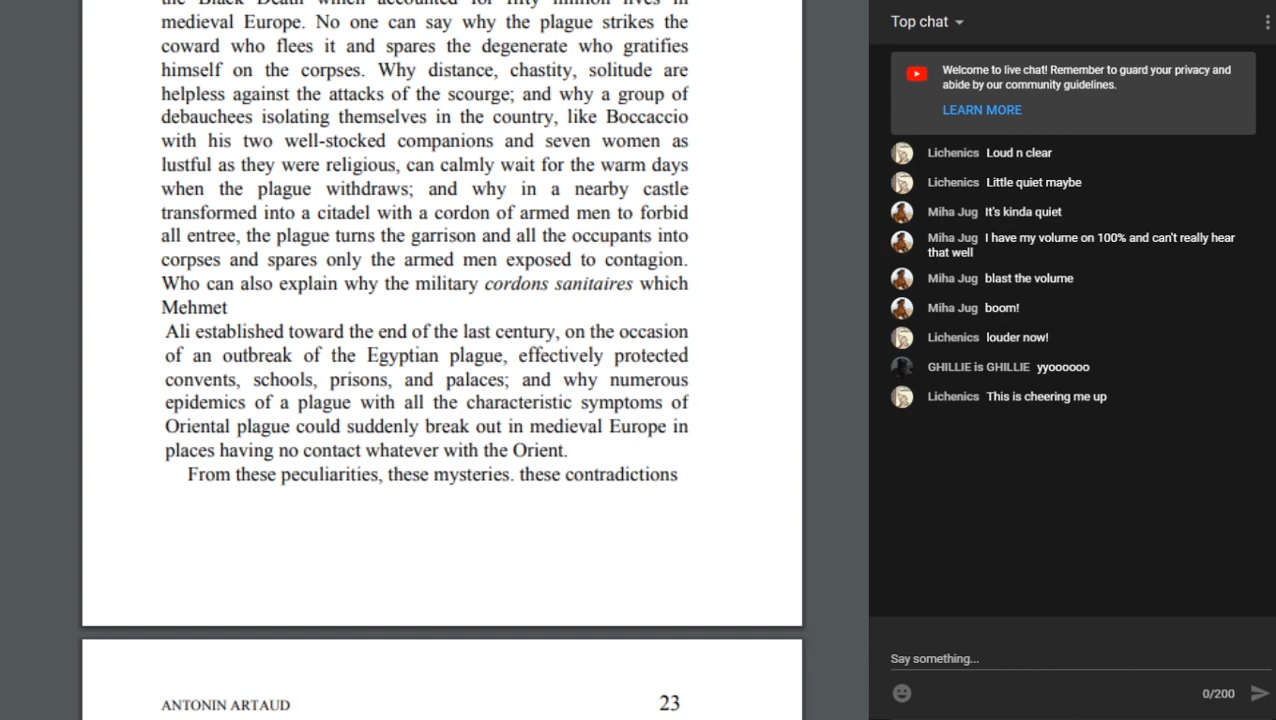 the Black Death which accounted for fifty million lives in
medieval Europe. No one can say why the plague strikes the
coward who flees it and spares the degenerate who gratifies
himself on the corpses. Why distance, chastity, solitude are
helpless against the attacks of the scourge; and why a group of
debauchees isolating themselves in the country, like Boccaccio
with his two well-stocked companions and seven women as
lustful as they were religious, can calmly wait for the warm days
when the plague withdraws; and why in a nearby castle
transformed into a citadel with a cordon of armed men to forbid
all entree, the plague turns the garrison and all the occupants into
corpses and spares only the armed men exposed to contagion.
Who can also explain why the military cordons sanitaires which
Mehmet
Ali established toward the end of the last century, on the occasion
of an outbreak of the Egyptian plague, effectively protected
convents, schools, prisons, and palaces; and why numerous
epidemics of a plague with all the characteristic symptoms of
Oriental plague could suddenly break out in medieval Europe in
places having no contact whatever with the Orient.
From these peculiarities, these mysteries. these contradictions
ANTONIN ARTAUD 23
Top chat
Welcome to live chat! Remember to guard your privacy and
abide by our community guidelines.
LEARN MORE
Lichenics Loud n clear
Lichenics Little quiet maybe
Miha Jug It's kinda quiet
Miha Jug I have my volume on 100% and can't really hear
that well
Miha Jug blast the volume
Miha Jug boom!
Lichenics louder now!
GHILLIE is GHILLIE yyoooooo
Lichenics This is cheering me up
Say something...
0/200